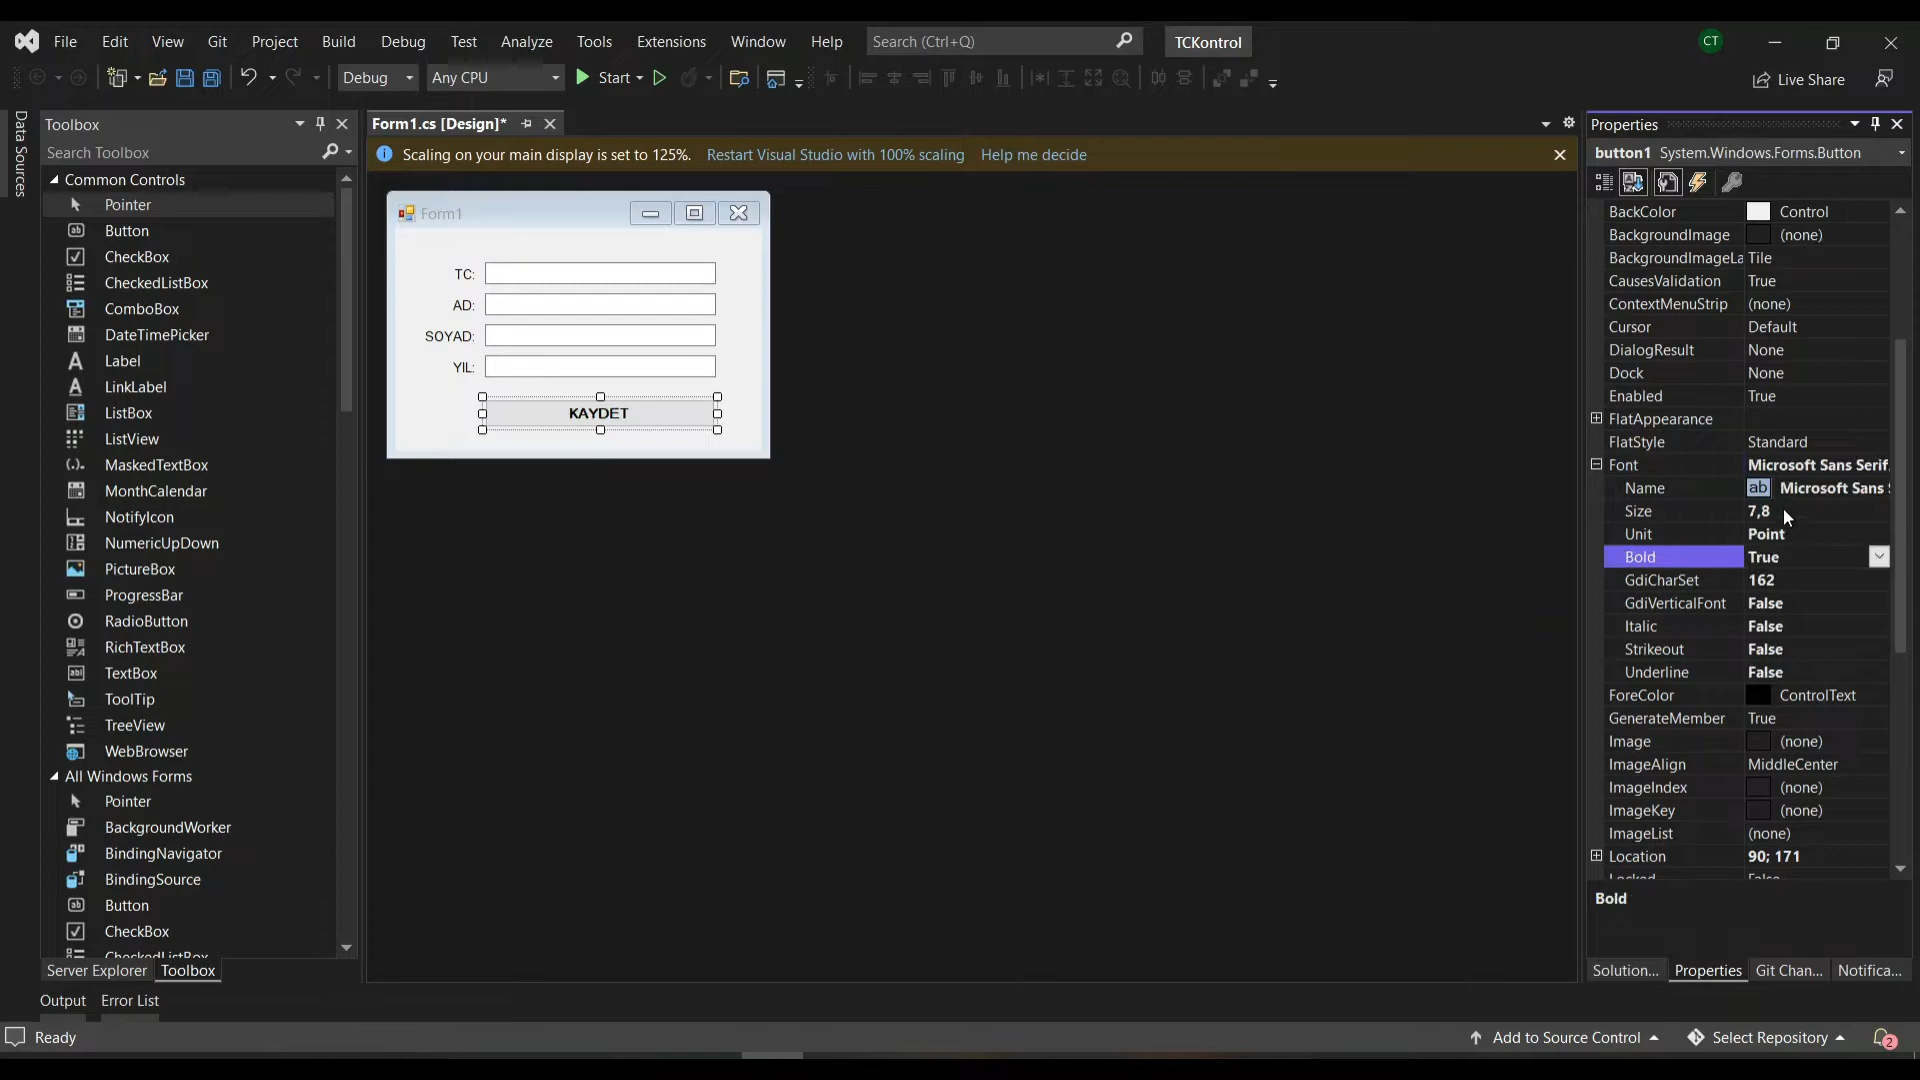 File Edit View Git Project Build Debug Test Analyze Tools Extensions Window Help Search (Ctrl+Q) TCKontrol CT
Debug Any CPU Start Live Share
Data Sources
Toolbox
Search Toolbox
Common Controls
Pointer
Button
CheckBox
CheckedListBox
ComboBox
DateTimePicker
Label
LinkLabel
ListBox
ListView
MaskedTextBox
MonthCalendar
NotifyIcon
NumericUpDown
PictureBox
ProgressBar
RadioButton
RichTextBox
TextBox
ToolTip
TreeView
WebBrowser
All Windows Forms
Pointer
BackgroundWorker
BindingNavigator
BindingSource
Button
CheckBox
CheckedListBox
Server Explorer Toolbox
Output Error List
Form1.cs [Design]*
Scaling on your main display is set to 125%. Restart Visual Studio with 100% scaling Help me decide
Form1
TC:
AD:
SOYAD:
YIL:
KAYDET
Properties
button1 System.Windows.Forms.Button
BackColor Control
BackgroundImage (none)
BackgroundImageLa Tile
CausesValidation True
ContextMenuStrip (none)
Cursor Default
DialogResult None
Dock None
Enabled True
FlatAppearance
FlatStyle Standard
Font Microsoft Sans Serif
Name ab Microsoft Sans S
Size 7,8
Unit Point
Bold True
GdiCharSet 162
GdiVerticalFont False
Italic False
Strikeout False
Underline False
ForeColor ControlText
GenerateMember True
Image (none)
ImageAlign MiddleCenter
ImageIndex (none)
ImageKey (none)
ImageList (none)
Location 90; 171
Locked False
Bold
Solution... Properties Git Chan... Notifica...
Ready Add to Source Control Select Repository 2